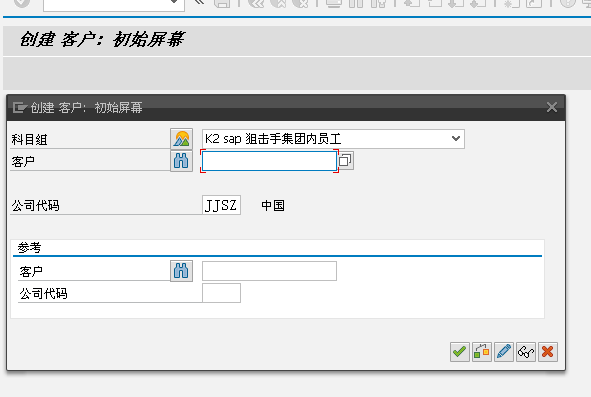 创建 客户：初始屏幕
创建 客户：初始屏幕
科目组 K2 sap 狙击手集团内员工
客户
公司代码 JJSZ 中国
参考
客户
公司代码